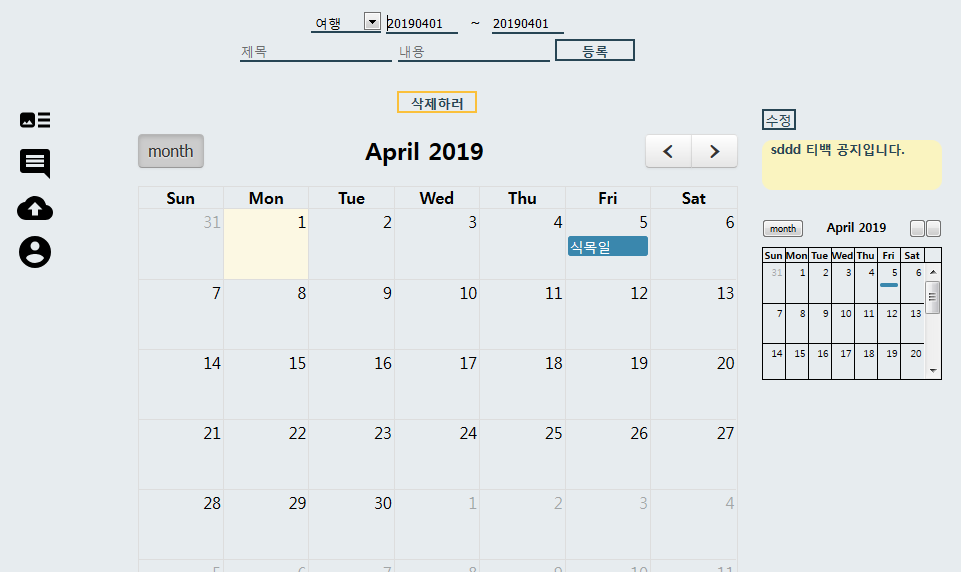 여행 20190401 ~ 20190401
제목 내용 등록
삭제하러
month April 2019
Sun Mon Tue Wed Thu Fri Sat
31 1 2 3 4 5 6
식목일
7 8 9 10 11 12 13
14 15 16 17 18 19 20
21 22 23 24 25 26 27
28 29 30 1 2 3 4
5 6 7 8 9 10 11
수정
sddd 티백 공지입니다.
month April 2019
Sun Mon Tue Wed Thu Fri Sat
31 1 2 3 4 5 6
7 8 9 10 11 12 13
14 15 16 17 18 19 20